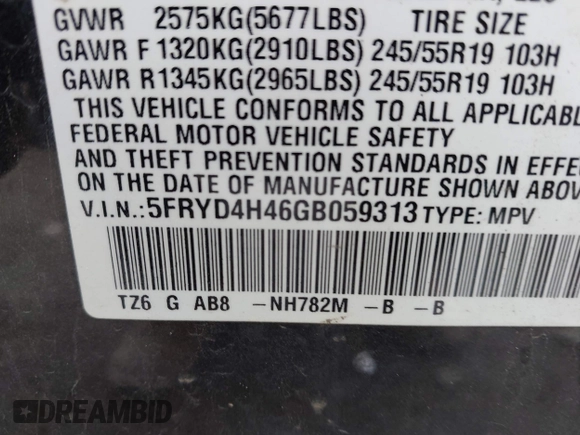 GVWR 2575KG(5677LBS) TIRE SIZE
GAWR F 1320KG(2910LBS) 245/55R19 103H
GAWR R1345KG(2965LBS) 245/55R19 103H
THIS VEHICLE CONFORMS TO ALL APPLICABL
FEDERAL MOTOR VEHICLE SAFETY
AND THEFT PREVENTION STANDARDS IN EFFE
ON THE DATE OF MANUFACTURE SHOWN ABOV
V.I.N.:5FRYD4H46GB059313 TYPE: MPV
TZ6 G AB8 -NH782M -B -B
DREAMBID